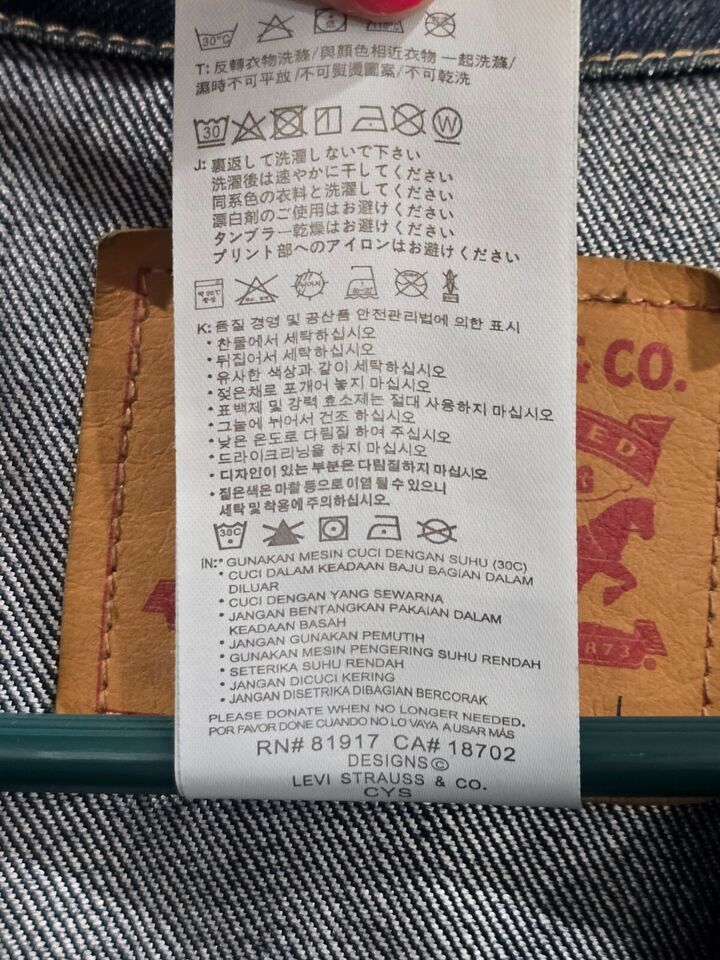 30°C 110°C
T: 反轉衣物洗滌/與顏色相近衣物一起洗滌/
濕時不可平放/不可熨燙圖案/不可乾洗
30 W
J: 裏返して洗濯しないで下さい
洗濯後は速やかに干してください
同系色の衣料と洗濯してください
漂白剤のご使用はお避けください
タンブラー乾燥はお避けください
プリント部へのアイロンはお避けください
K: 품질 경영 및 공산품 안전관리법에 의한 표시
• 찬물에서 세탁하십시오
• 뒤집어서 세탁하십시오
• 유사한 색상과 같이 세탁하십시오
• 젖은채로 포개어 놓지 마십시오
• 표백제 및 강력 효소제는 절대 사용하지 마십시오
• 그늘에 뉘어서 건조 하십시오
• 낮은 온도로 다림질 하여 주십시오
• 드라이크리닝을 하지 마십시오
• 디자인이 있는 부분은 다림질하지 마십시오
• 짙은색은 마찰 등으로 이염 될 수 있으니
세탁 및 착용에 주의하십시오.
30C
IN:• GUNAKAN MESIN CUCI DENGAN SUHU (30C)
• CUCI DALAM KEADAAN BAJU BAGIAN DALAM
DILUAR
• CUCI DENGAN YANG SEWARNA
• JANGAN BENTANGKAN PAKAIAN DALAM
KEADAAN BASAH
• JANGAN GUNAKAN PEMUTIH
• GUNAKAN MESIN PENGERING SUHU RENDAH
• SETERIKA SUHU RENDAH
• JANGAN DICUCI KERING
• JANGAN DISETRIKA DIBAGIAN BERCORAK
PLEASE DONATE WHEN NO LONGER NEEDED.
POR FAVOR DONE CUANDO NO LO VAYA A USAR MÁS
RN# 81917 CA# 18702
DESIGNS©
LEVI STRAUSS & CO.
CYS
& CO.
ED
G
873